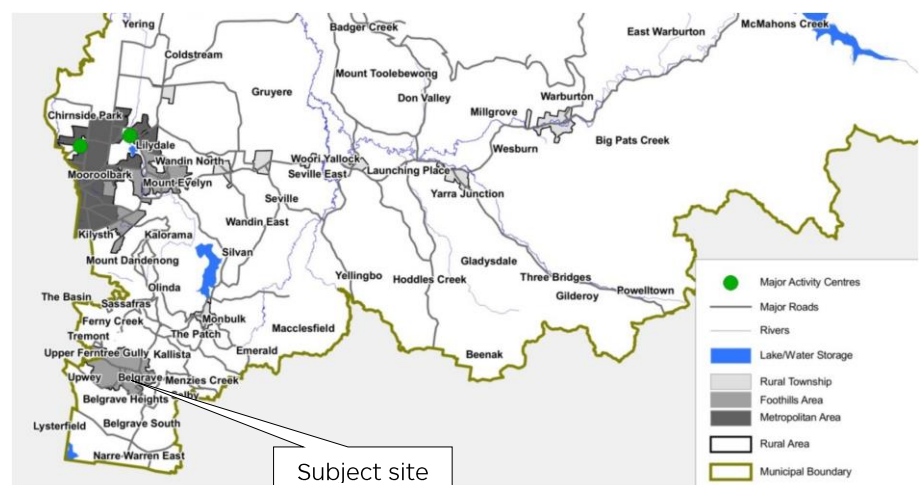 Yering
Badger Creek
East Warburton
McMahons Creek
Coldstream
Mount Toolebewong
Gruyere
Don Valley
Warburton
Millgrove
Chirnside Park
Big Pats Creek
Lilydale
Wesburn
Wandin North
Woori Yallock
Seville East
Launching Place
Mooroolbark
Mount Evelyn
Yarra Junction
Seville
Wandin East
Kilysth
Kalorama
Silvan
Mount Dandenong
Gladysdale
Yellingbo
Hoddles Creek
Three Bridges
Olinda
Powelltown
Gilderoy
The Basin
Sassafras
Monbulk
Ferny Creek
Macclesfield
Tremont
The Patch
Upper Ferntree Gully
Kallista
Emerald
Beenak
Upwey
Belgrave
Menzies Creek
Selby
Belgrave Heights
Lysterfield
Belgrave South
Narre Warren East
Subject site
Major Activity Centres
Major Roads
Rivers
Lake/Water Storage
Rural Township
Foothills Area
Metropolitan Area
Rural Area
Municipal Boundary